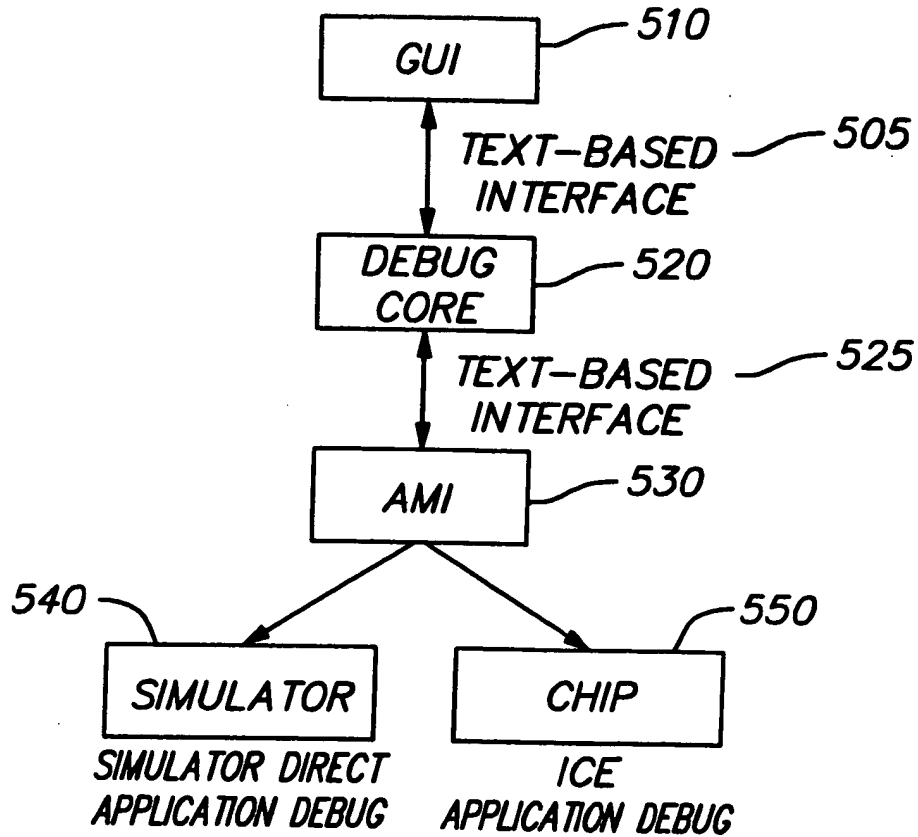 GUI
510
TEXT-BASED
INTERFACE
505
DEBUG
CORE
520
TEXT-BASED
INTERFACE
525
AMI
530
540
550
SIMULATOR
CHIP
SIMULATOR DIRECT
APPLICATION DEBUG
ICE
APPLICATION DEBUG